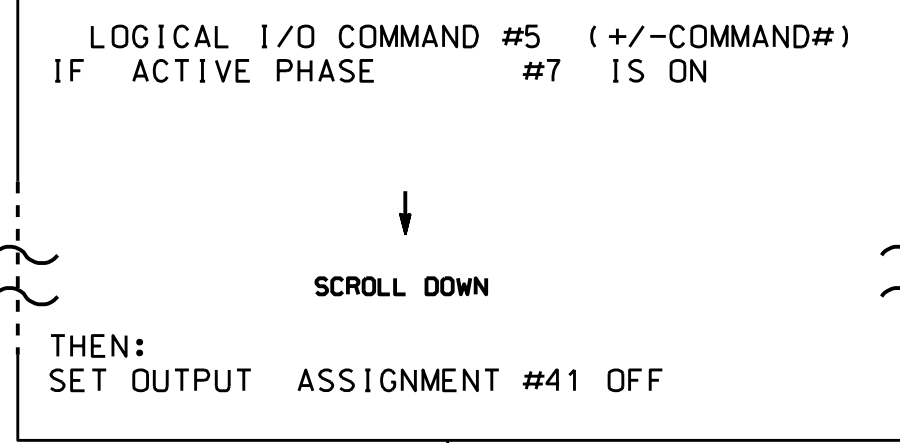 LOGICAL I/O COMMAND #5 (+/-COMMAND#)
IF ACTIVE PHASE #7 IS ON
SCROLL DOWN
THEN:
SET OUTPUT ASSIGNMENT #41 OFF